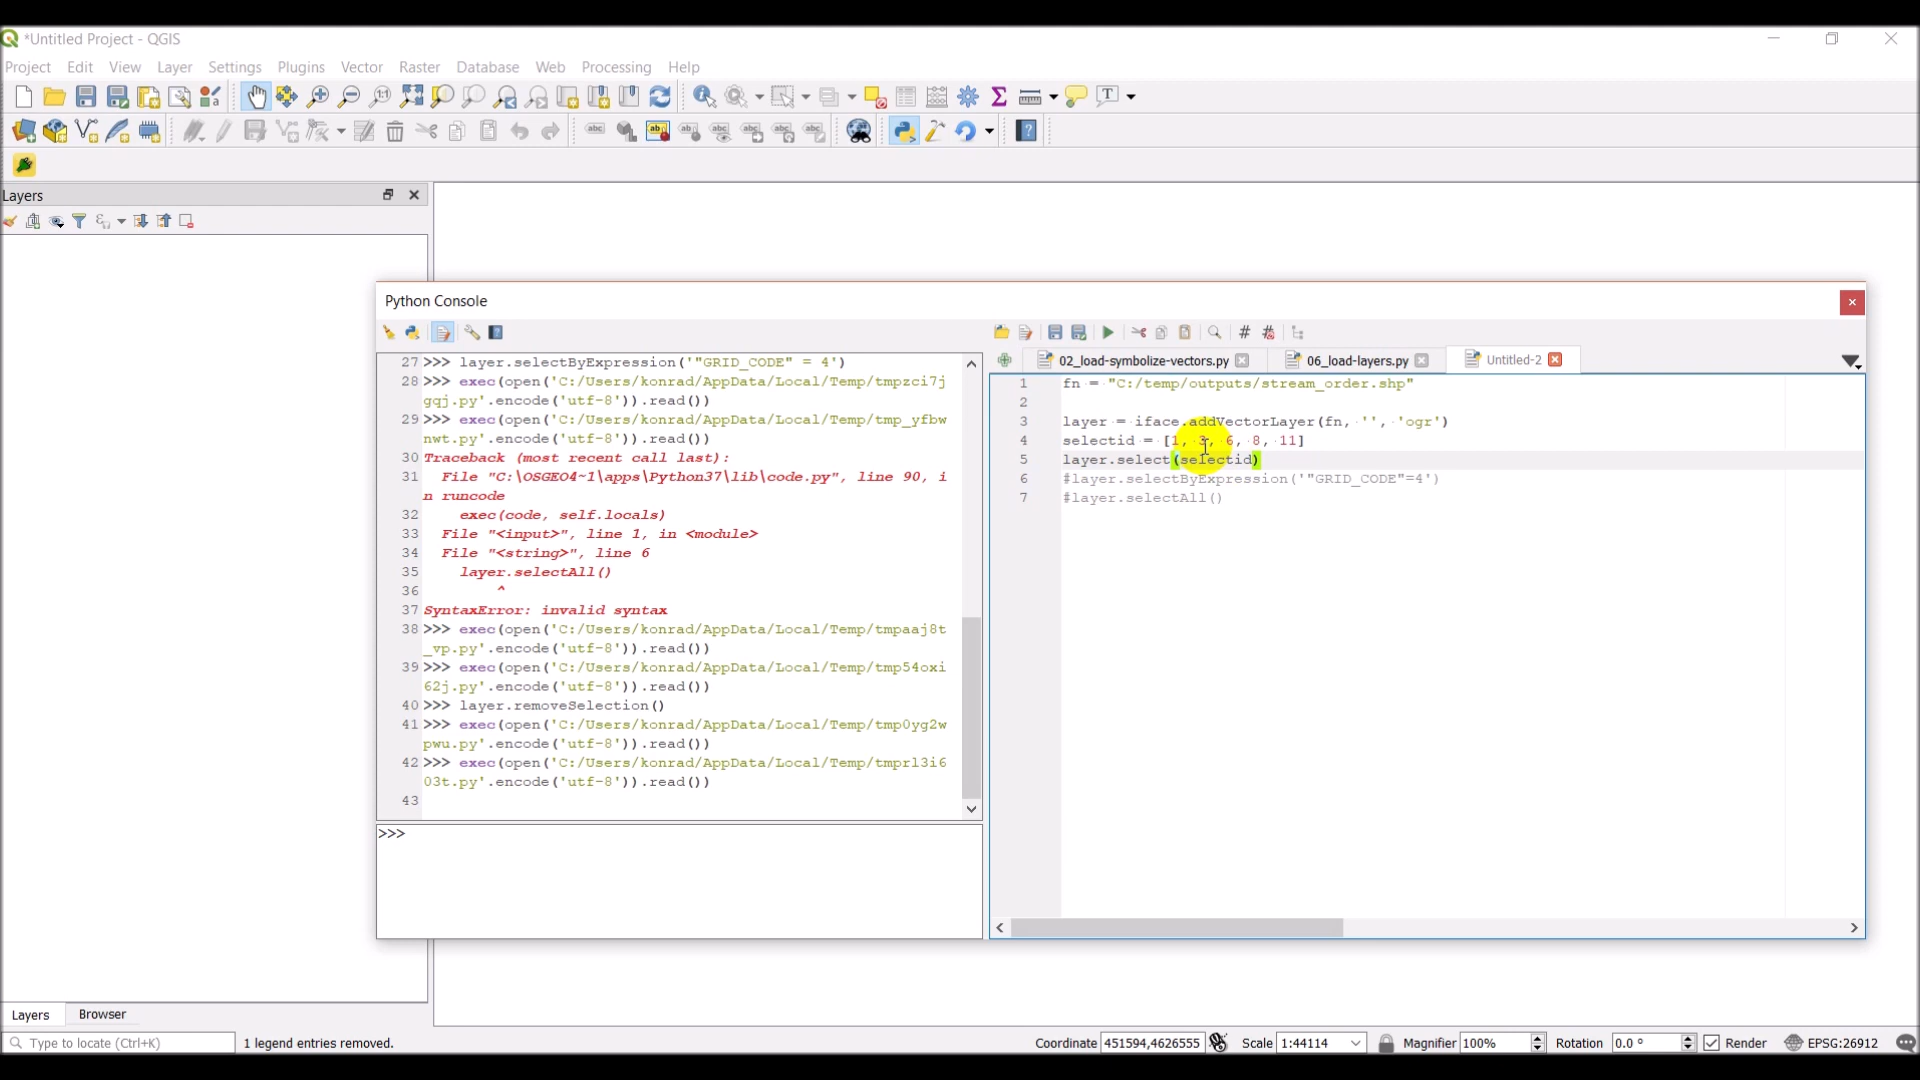 *Untitled Project - QGIS
Project Edit View Layer Settings Plugins Vector Raster Database Web Processing Help
Layers
Python Console
27 >>> layer.selectByExpression('"GRID_CODE" = 4')
28 >>> exec(open('C:/Users/konrad/AppData/Local/Temp/tmpzci7j
gqj.py'.encode('utf-8')).read())
29 >>> exec(open('C:/Users/konrad/AppData/Local/Temp/tmp_yfbw
nwt.py'.encode('utf-8')).read())
30 Traceback (most recent call last):
31 File "C:\OSGEO4~1\apps\Python37\lib\code.py", line 90, i
n runcode
32 exec(code, self.locals)
33 File "<input>", line 1, in <module>
34 File "<string>", line 6
35 layer.selectAll()
36 ^
37 SyntaxError: invalid syntax
38 >>> exec(open('C:/Users/konrad/AppData/Local/Temp/tmpaaj8t
_vp.py'.encode('utf-8')).read())
39 >>> exec(open('C:/Users/konrad/AppData/Local/Temp/tmp54oxi
62j.py'.encode('utf-8')).read())
40 >>> layer.removeSelection()
41 >>> exec(open('C:/Users/konrad/AppData/Local/Temp/tmp0yg2w
pwu.py'.encode('utf-8')).read())
42 >>> exec(open('C:/Users/konrad/AppData/Local/Temp/tmprl3i6
03t.py'.encode('utf-8')).read())
43
>>>
02_load-symbolize-vectors.py 06_load-layers.py Untitled-2
1 fn = "C:/temp/outputs/stream_order.shp"
2
3 layer = iface.addVectorLayer(fn, '', 'ogr')
4 selectid = [1, 3, 6, 8, 11]
5 layer.select(selectid)
6 #layer.selectByExpression('"GRID_CODE"=4')
7 #layer.selectAll()
Layers Browser
Type to locate (Ctrl+K) 1 legend entries removed. Coordinate 451594,4626555 Scale 1:44114 Magnifier 100% Rotation 0.0 ° Render EPSG:26912